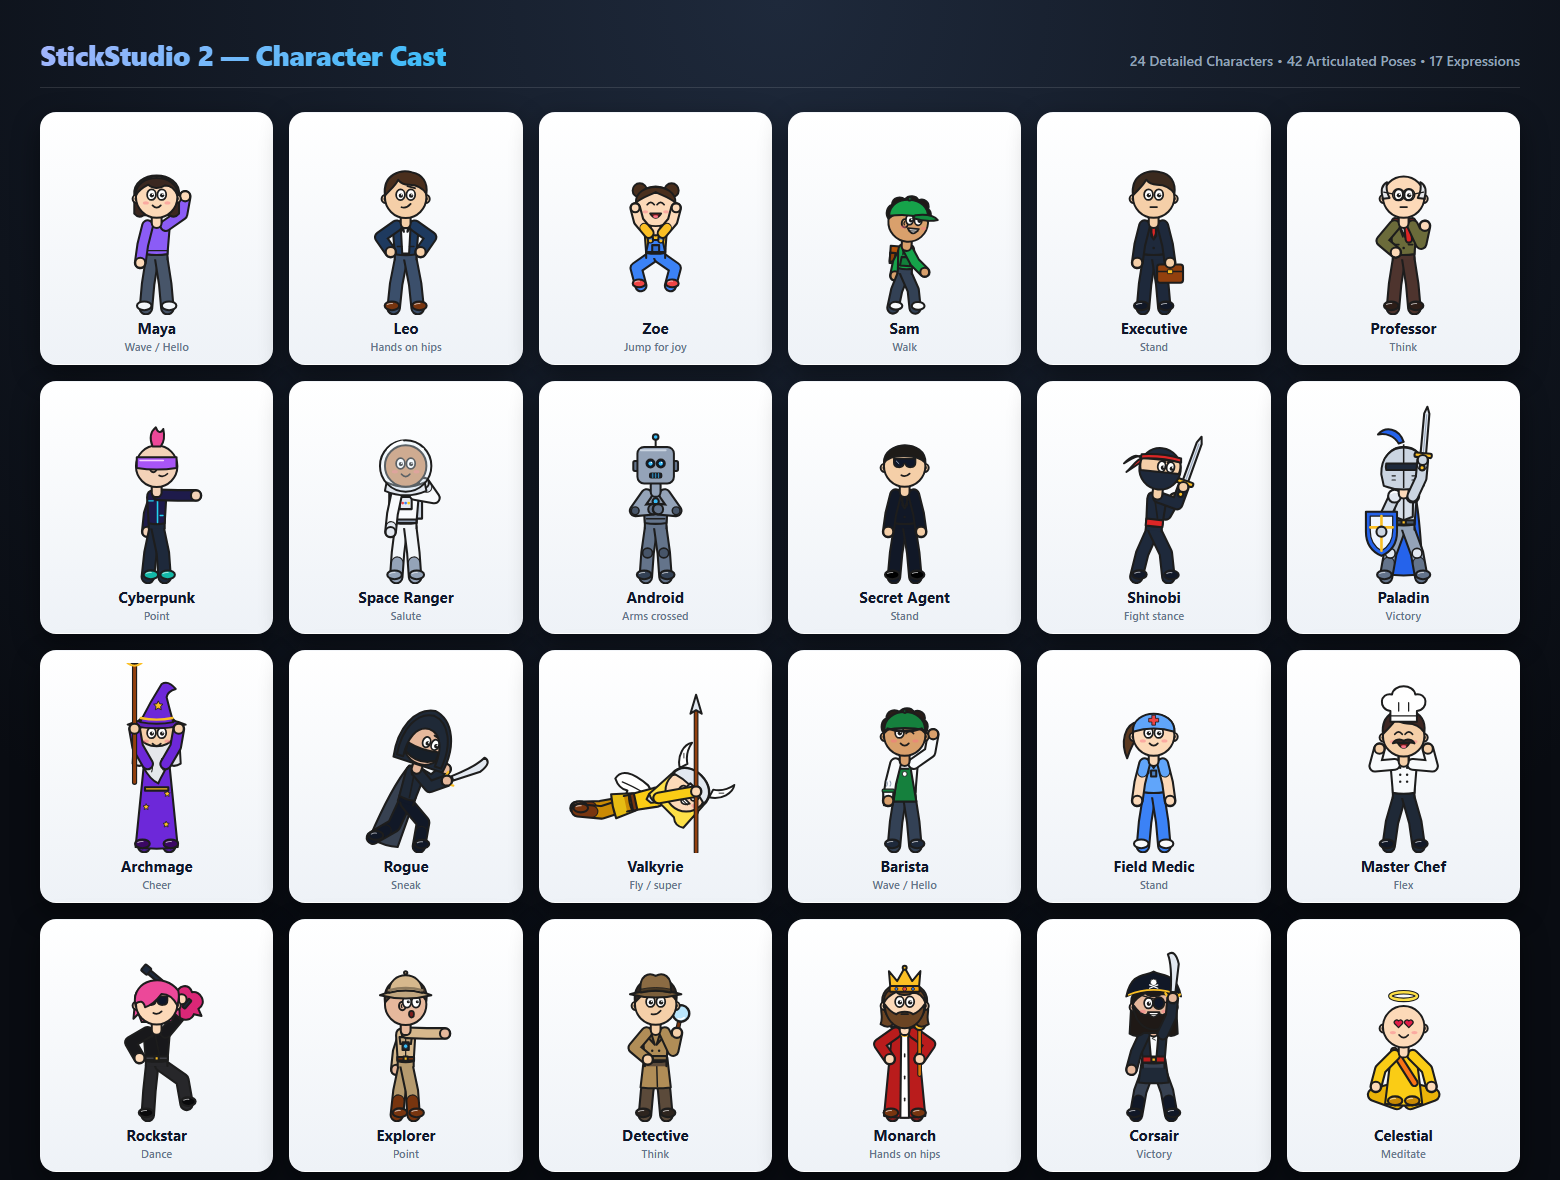 StickStudio 2 — Character Cast
24 Detailed Characters • 42 Articulated Poses • 17 Expressions
Maya
Wave / Hello
Leo
Hands on hips
Zoe
Jump for joy
Sam
Walk
Executive
Stand
Professor
Think
Cyberpunk
Point
Space Ranger
Salute
Android
Arms crossed
Secret Agent
Stand
Shinobi
Fight stance
Paladin
Victory
Archmage
Cheer
Rogue
Sneak
Valkyrie
Fly / super
Barista
Wave / Hello
Field Medic
Stand
Master Chef
Flex
Rockstar
Dance
Explorer
Point
Detective
Think
Monarch
Hands on hips
Corsair
Victory
Celestial
Meditate